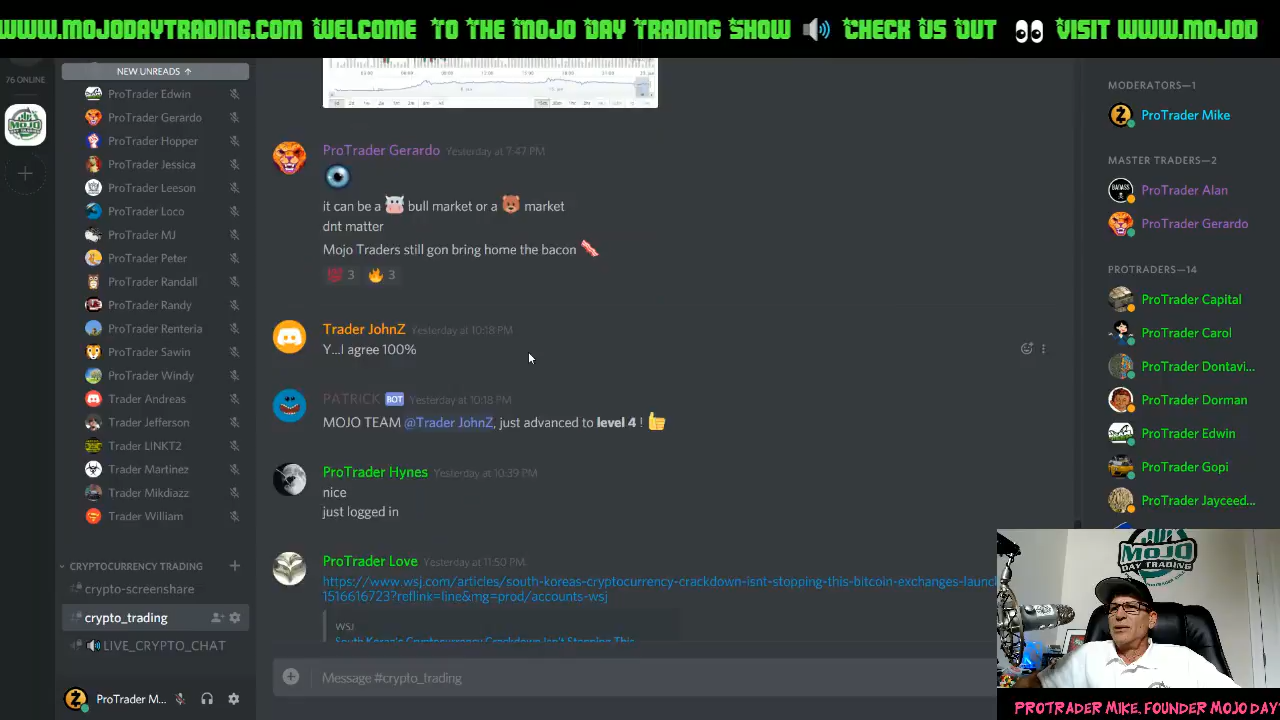 WWW.MOJODAYTRADING.COM WELCOME TO THE MOJO DAY TRADING SHOW CHECK US OUT VISIT WWW.MOJOD
76 ONLINE
NEW UNREADS ↑
ProTrader Edwin
ProTrader Gerardo
ProTrader Hopper
ProTrader Jessica
ProTrader Leeson
ProTrader Loco
ProTrader MJ
ProTrader Peter
ProTrader Randall
ProTrader Randy
ProTrader Renteria
ProTrader Sawin
ProTrader Windy
Trader Andreas
Trader Jefferson
Trader LINKT2
Trader Martinez
Trader Mikdiazz
Trader William
CRYPTOCURRENCY TRADING
crypto-screenshare
crypto_trading
LIVE_CRYPTO_CHAT
ProTrader M...
ProTrader Gerardo Yesterday at 7:47 PM
it can be a bull market or a market
dnt matter
Mojo Traders still gon bring home the bacon
3 3
Trader JohnZ Yesterday at 10:18 PM
Y...I agree 100%
PATRICK BOT Yesterday at 10:18 PM
MOJO TEAM @Trader JohnZ, just advanced to level 4 !
ProTrader Hynes Yesterday at 10:39 PM
nice
just logged in
ProTrader Love Yesterday at 11:50 PM
https://www.wsj.com/articles/south-koreas-cryptocurrency-crackdown-isnt-stopping-this-bitcoin-exchanges-launc
1516616723?reflink=line&mg=prod/accounts-wsj
WSJ
South Korea's Cryptocurrency Crackdown Isn't Stopping This
Message #crypto_trading
MODERATORS—1
ProTrader Mike
MASTER TRADERS—2
ProTrader Alan
ProTrader Gerardo
PROTRADERS—14
ProTrader Capital
ProTrader Carol
ProTrader Dontavi...
ProTrader Dorman
ProTrader Edwin
ProTrader Gopi
ProTrader Jayceed...
MOJO
DAY TRADING
PROTRADER MIKE, FOUNDER MOJO DAY